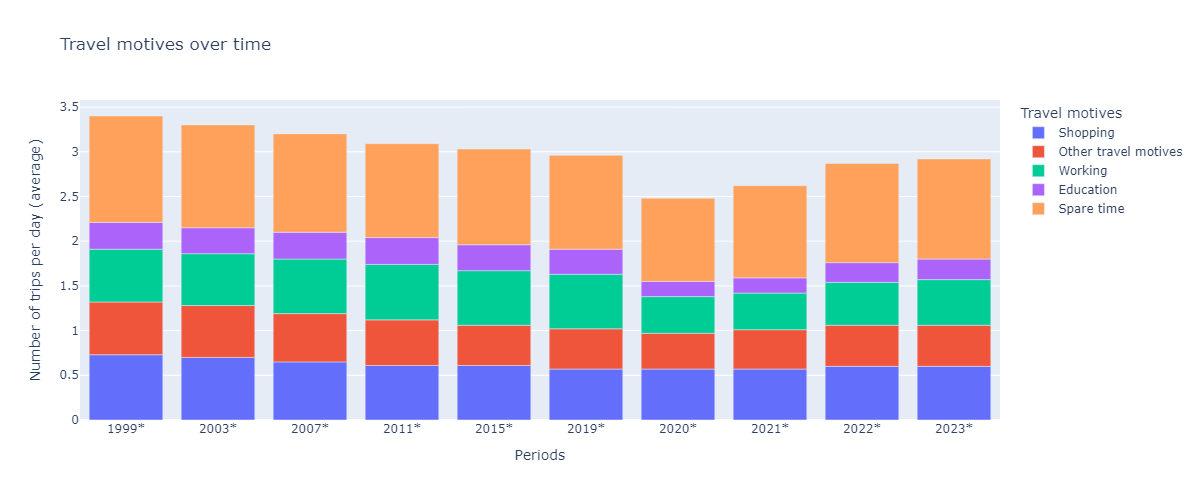 Travel motives over time
Number of trips per day (average)
3.5
3
2.5
2
1.5
1
0.5
0
1999* 2003* 2007* 2011* 2015* 2019* 2020* 2021* 2022* 2023*
Periods
Travel motives
Shopping
Other travel motives
Working
Education
Spare time